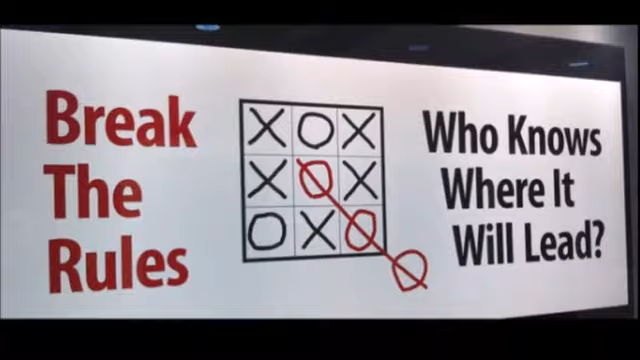 Break
The
Rules
X O X
X O X
O X O
O
Who Knows
Where It
Will Lead?